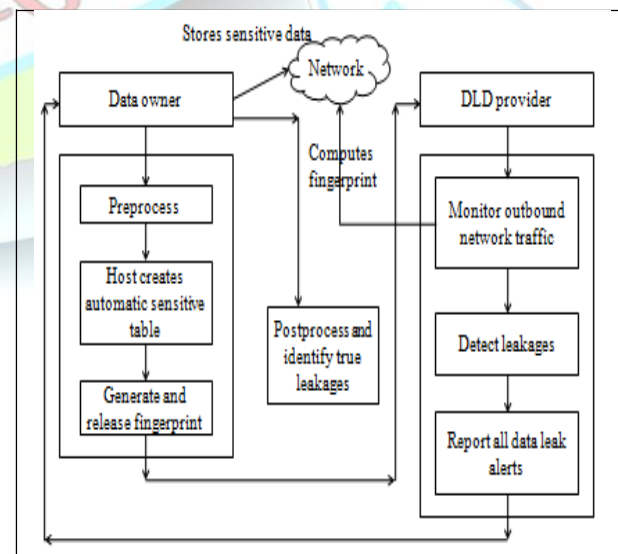 Stores sensitive data
Network
Data owner
DLD provider
Computes
fingerprint
Preprocess
Host creates
automatic sensitive
table
Generate and
release fingerprint
Postprocess and
identify true
leakages
Monitor outbound
network traffic
Detect leakages
Report all data leak
alerts